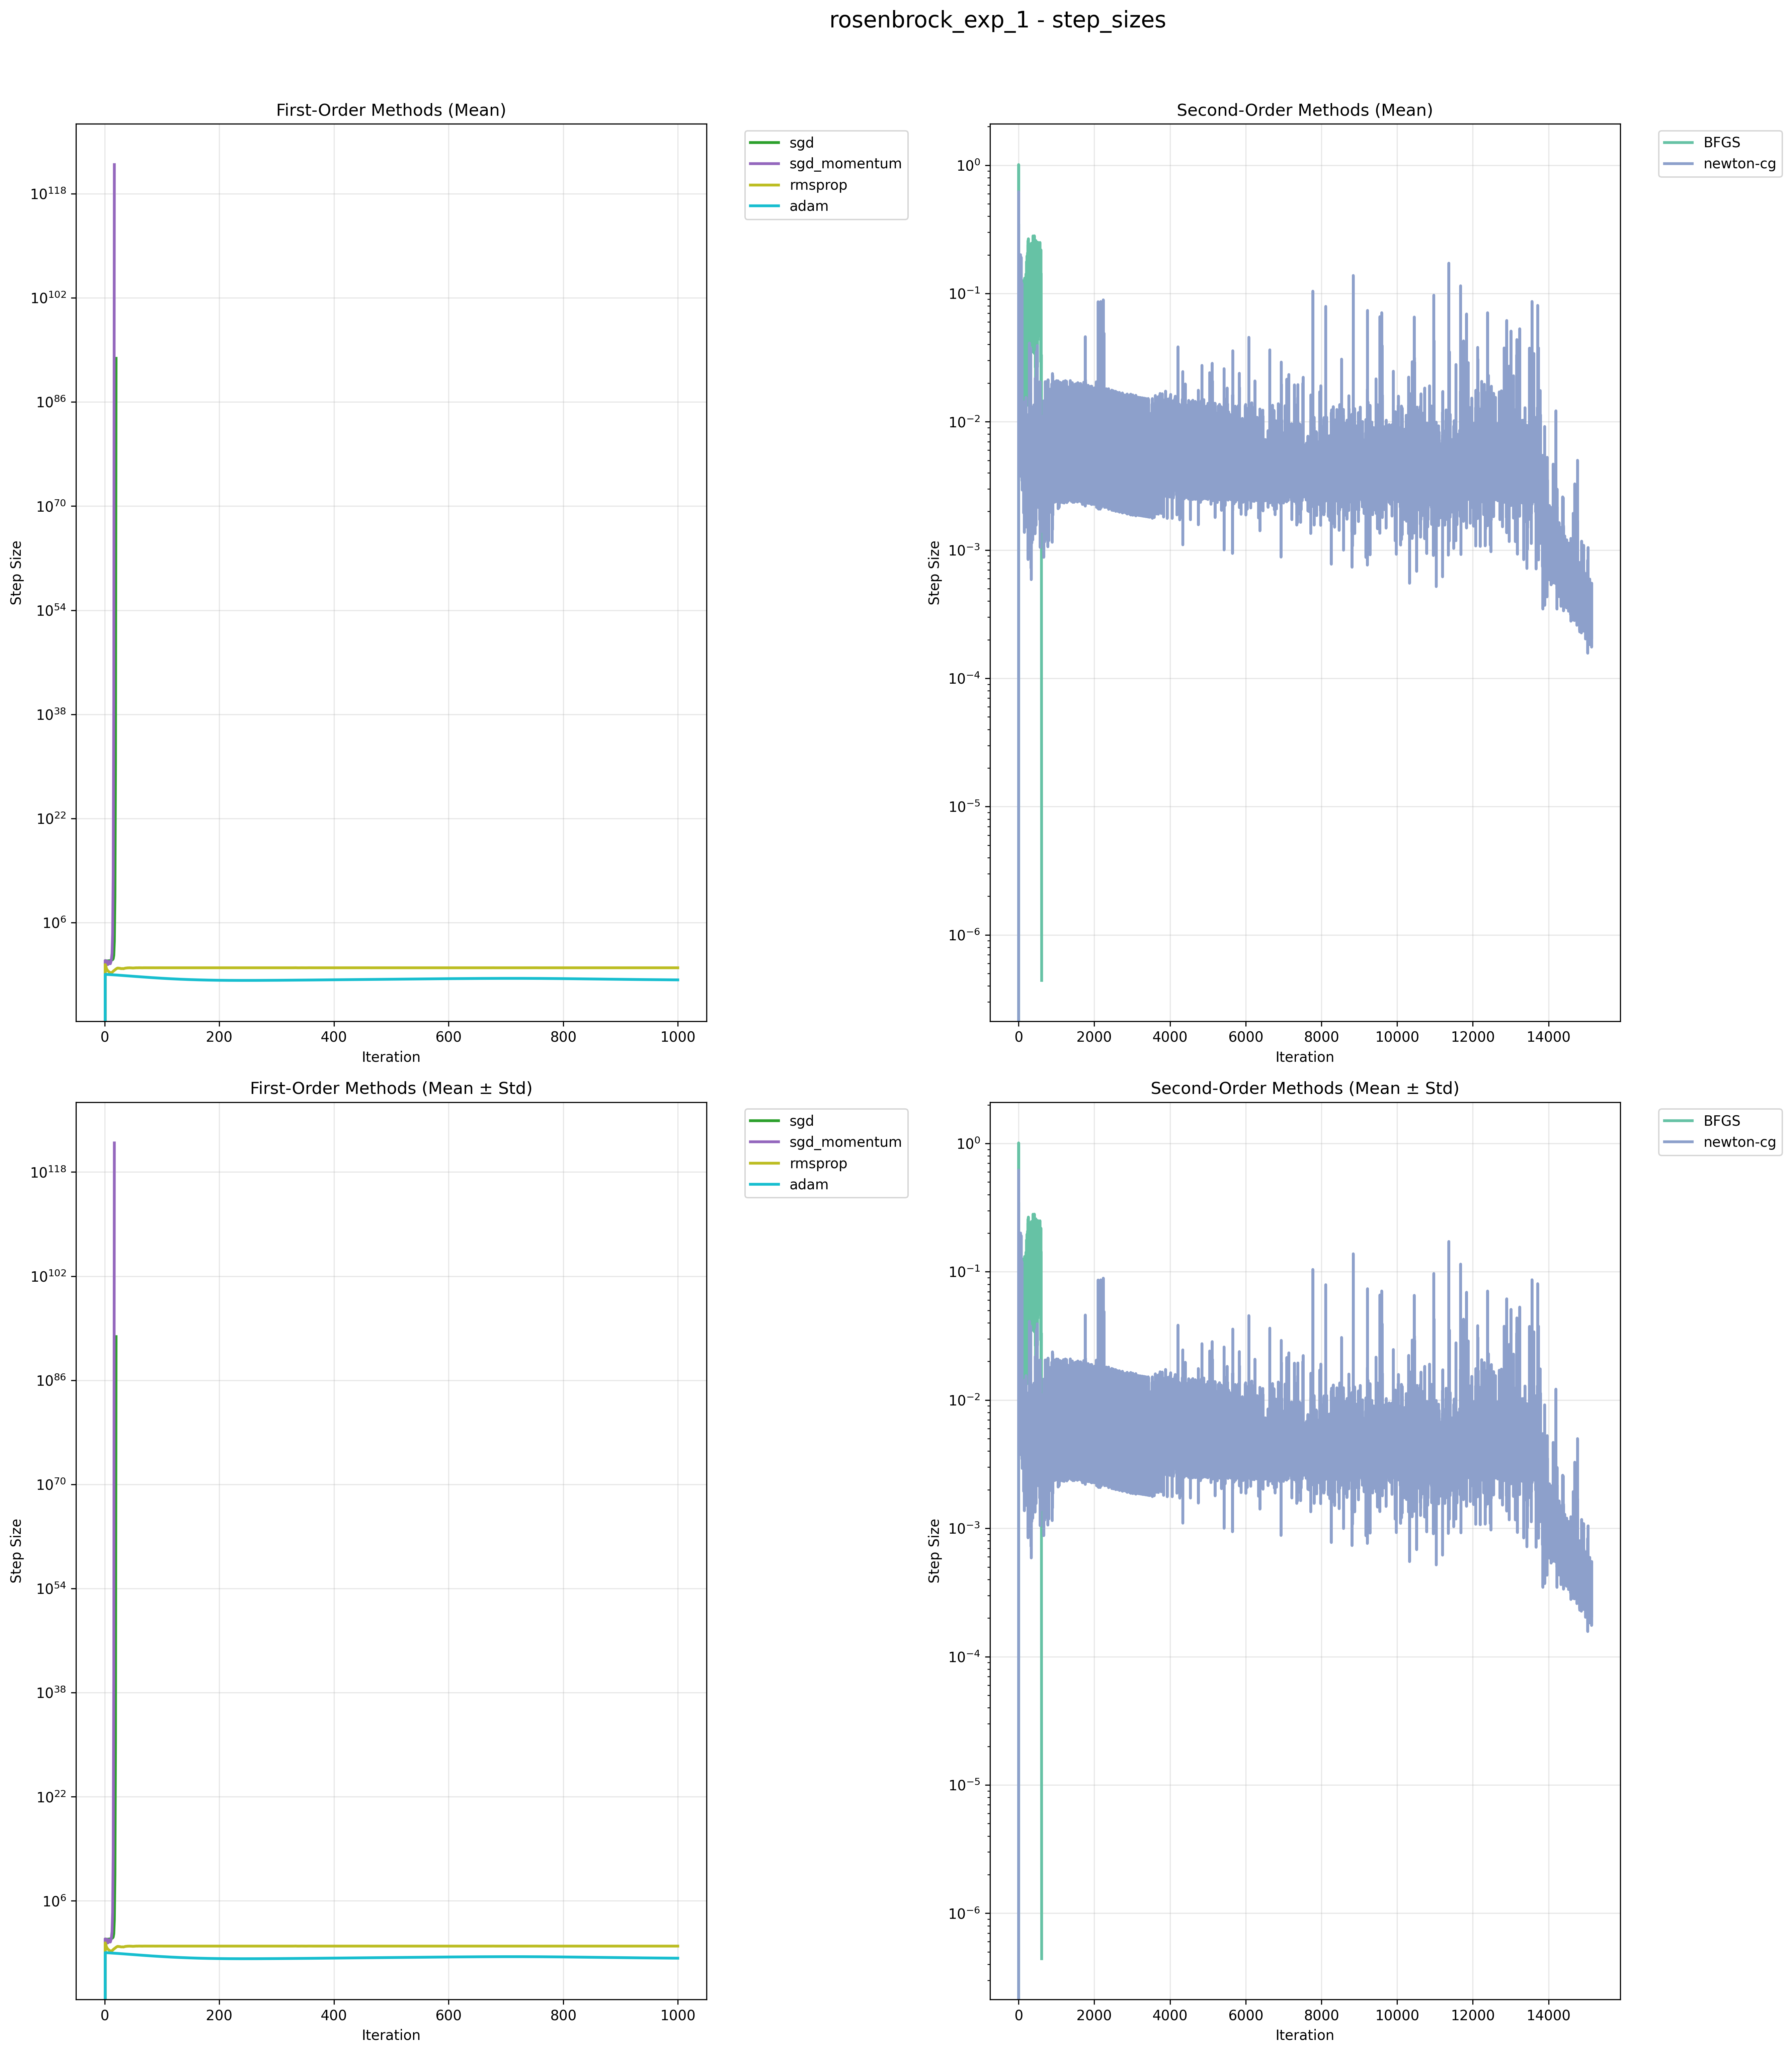 rosenbrock_exp_1 - step_sizes
First-Order Methods (Mean)
Step Size
10^118
10^102
10^86
10^70
10^54
10^38
10^22
10^6
0 200 400 600 800 1000
Iteration
sgd
sgd_momentum
rmsprop
adam
Second-Order Methods (Mean)
Step Size
10^0
10^−1
10^−2
10^−3
10^−4
10^−5
10^−6
0 2000 4000 6000 8000 10000 12000 14000
Iteration
BFGS
newton-cg
First-Order Methods (Mean ± Std)
Step Size
10^118
10^102
10^86
10^70
10^54
10^38
10^22
10^6
0 200 400 600 800 1000
Iteration
sgd
sgd_momentum
rmsprop
adam
Second-Order Methods (Mean ± Std)
Step Size
10^0
10^−1
10^−2
10^−3
10^−4
10^−5
10^−6
0 2000 4000 6000 8000 10000 12000 14000
Iteration
BFGS
newton-cg